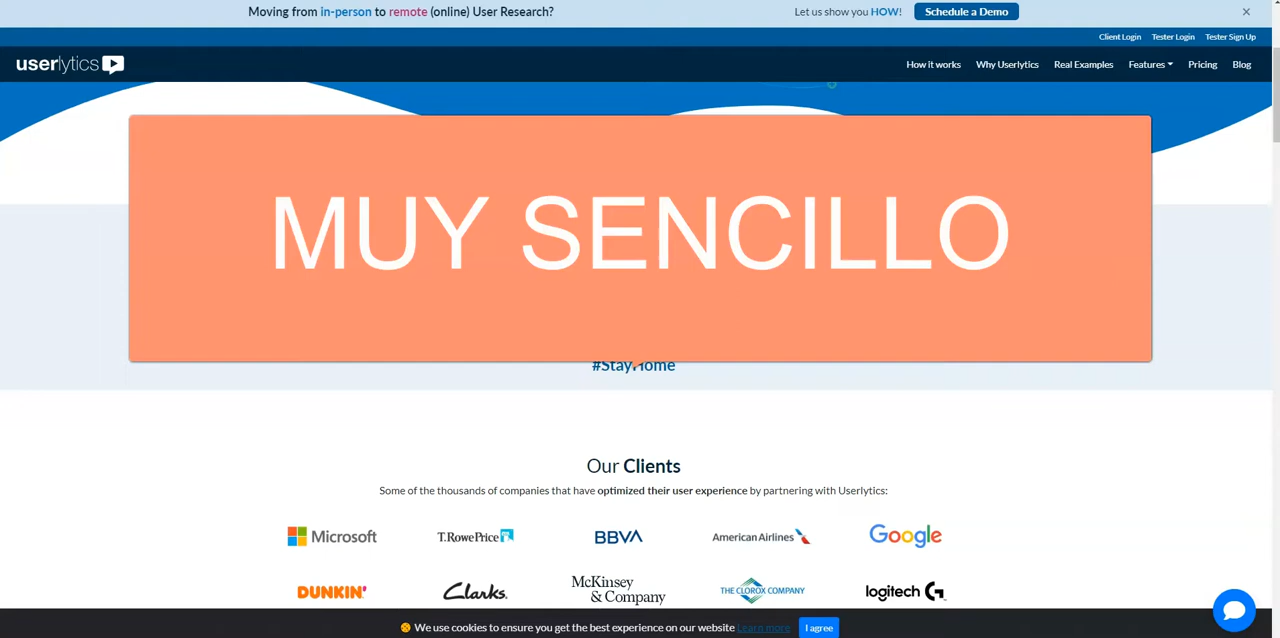 Moving from in-person to remote (online) User Research?
Let us show you HOW!
Schedule a Demo
×
Client Login
Tester Login
Tester Sign Up
userlytics
How it works
Why Userlytics
Real Examples
Features
Pricing
Blog
MUY SENCILLO
#StayHome
Our Clients
Some of the thousands of companies that have optimized their user experience by partnering with Userlytics:
Microsoft
T.RowePrice
BBVA
American Airlines
Google
DUNKIN'
Clarks.
McKinsey
& Company
THE CLOROX COMPANY
logitech G
We use cookies to ensure you get the best experience on our website Learn more
I agree